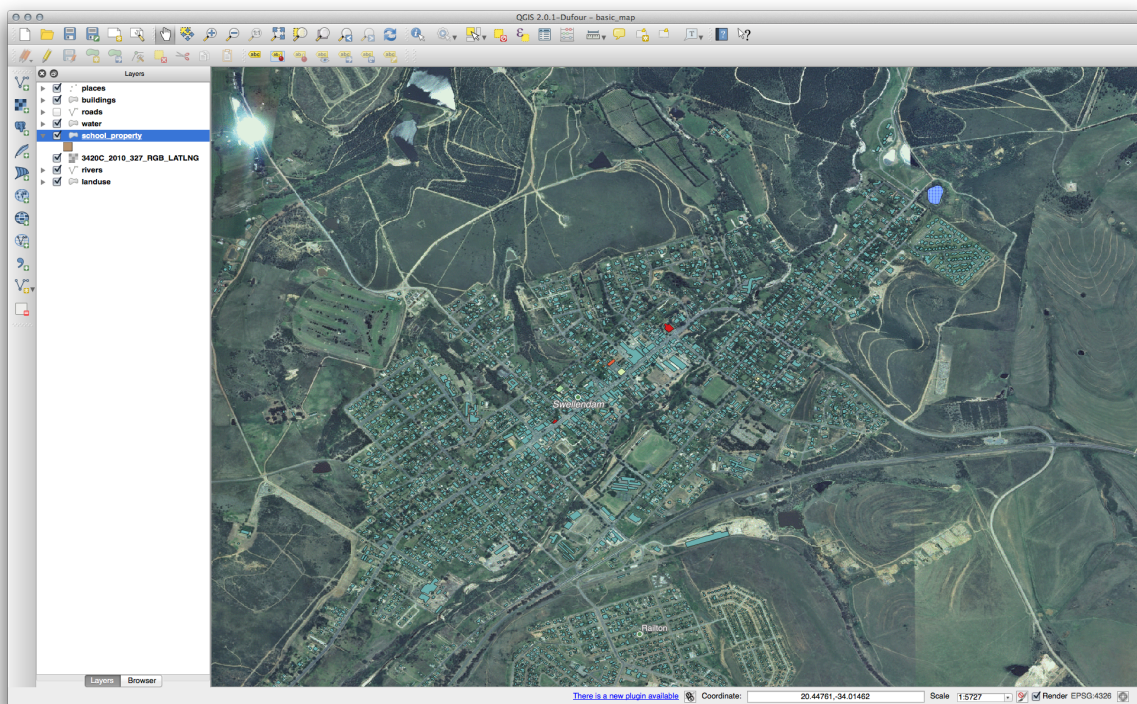 QGIS 2.0.1-Dufour – basic_map
Layers
places
buildings
roads
water
school_property
3420C_2010_327_RGB_LATLNG
rivers
landuse
Swellendam
Railton
Layers Browser
There is a new plugin available Coordinate: 20.44761,-34.01462 Scale 1:5727 Render EPSG:4326